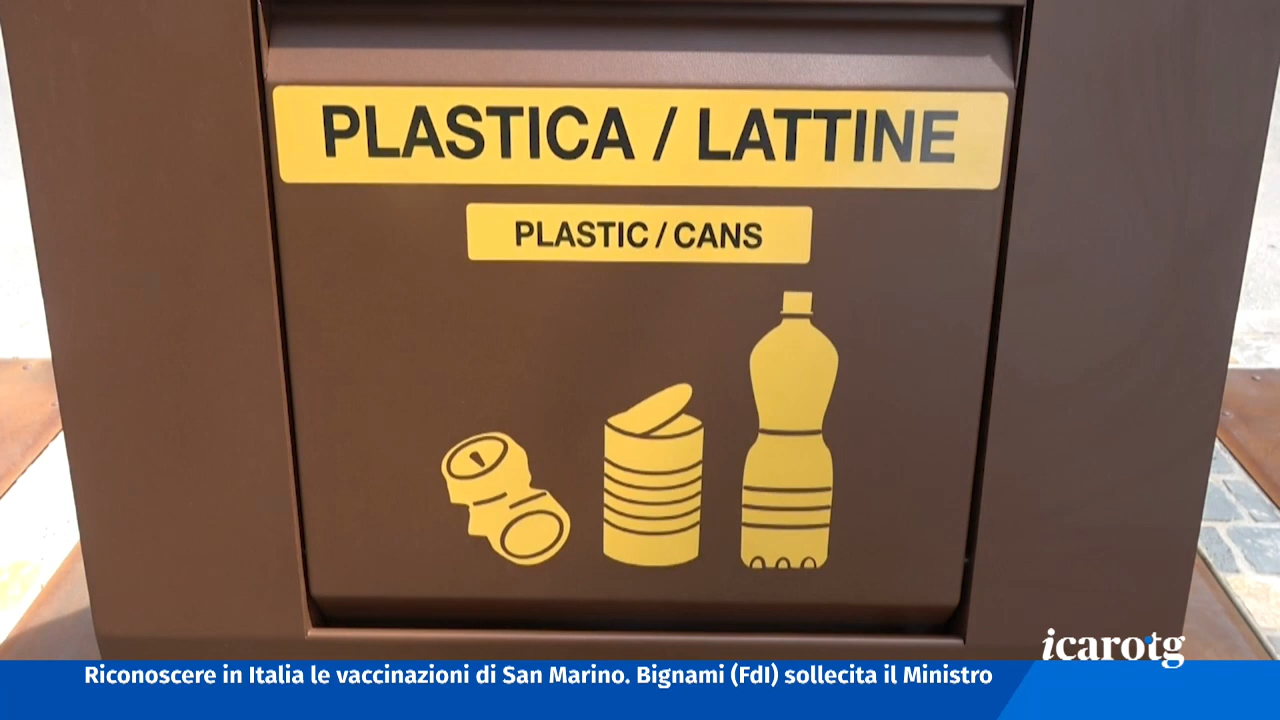 PLASTICA / LATTINE
PLASTIC / CANS
icarotg
Riconoscere in Italia le vaccinazioni di San Marino. Bignami (FdI) sollecita il Ministro